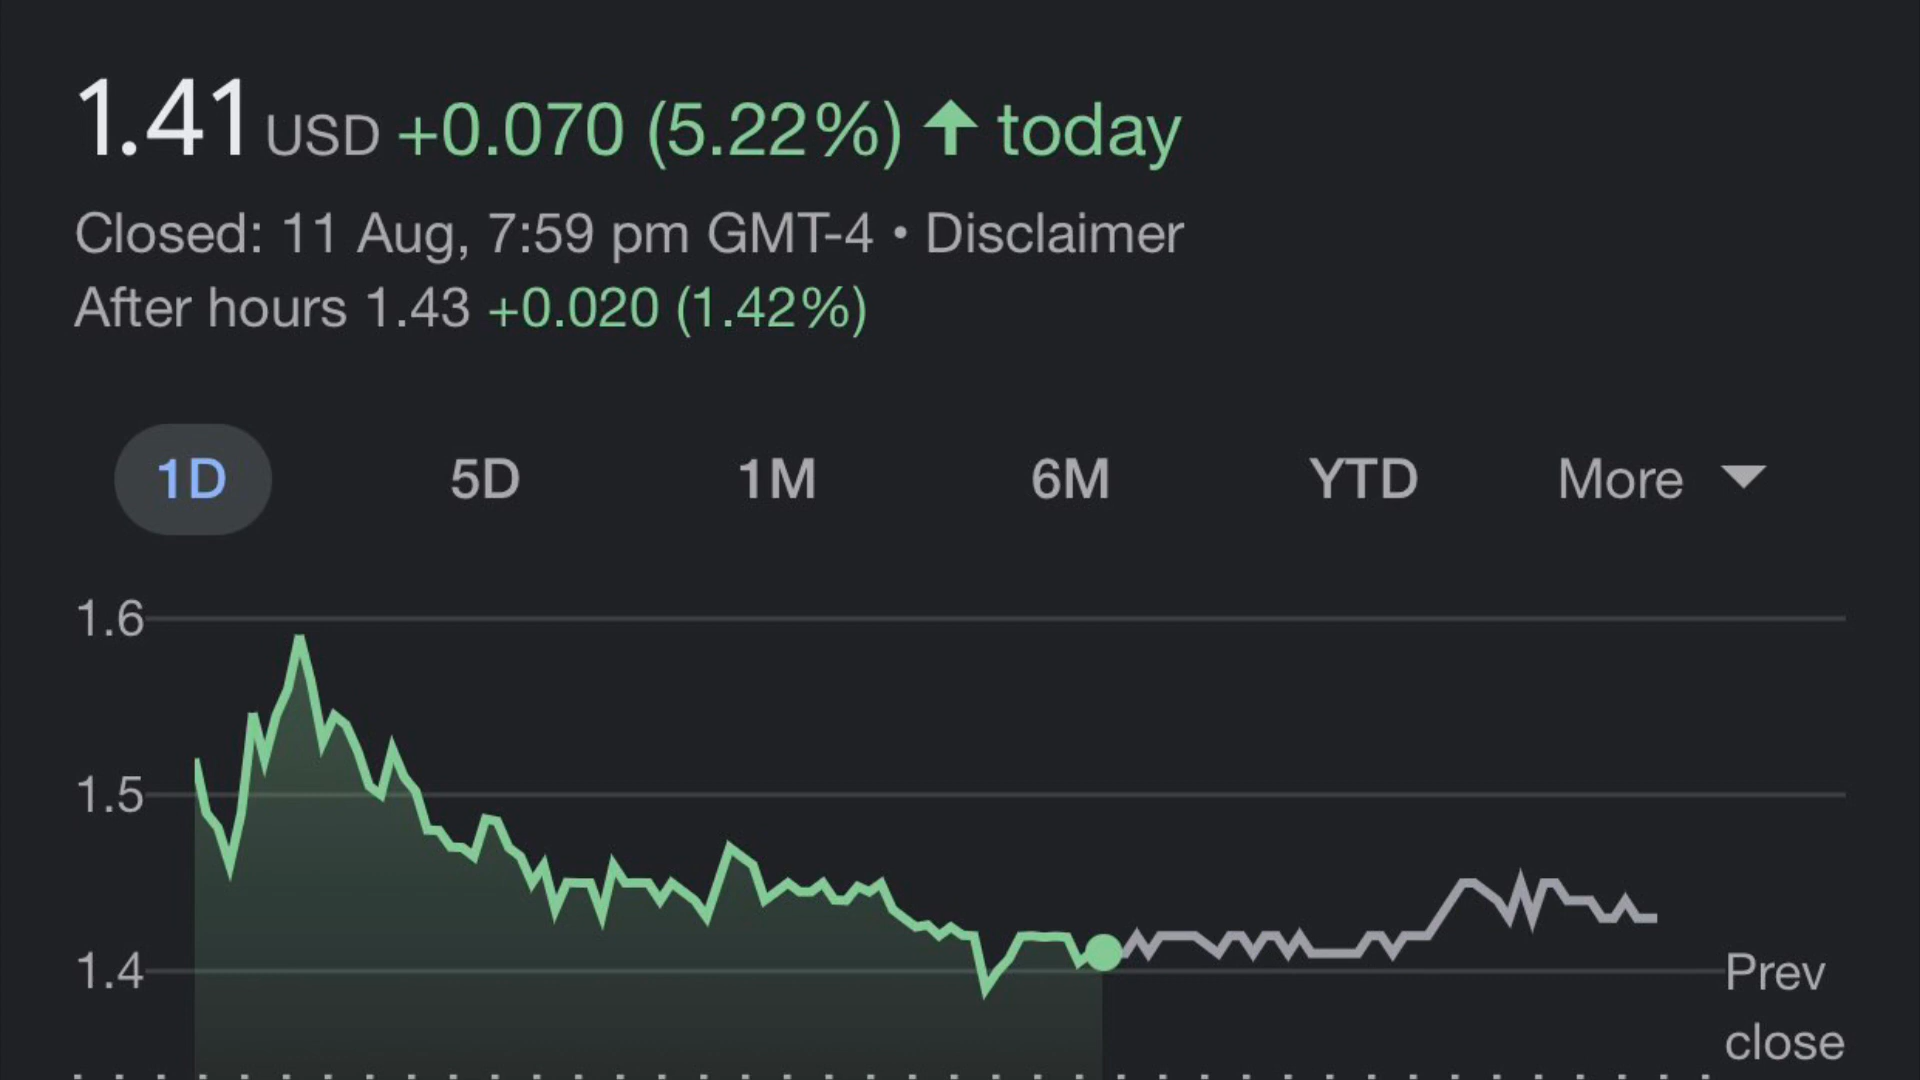 1.41 USD +0.070 (5.22%) ↑ today
Closed: 11 Aug, 7:59 pm GMT-4 • Disclaimer
After hours 1.43 +0.020 (1.42%)
1D 5D 1M 6M YTD More
1.6
1.5
1.4
Prev
close